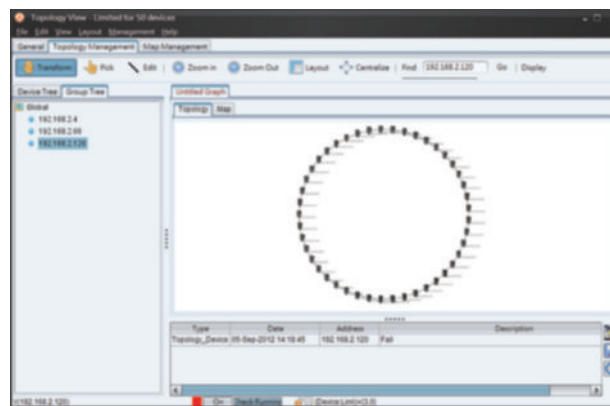 Topology View - Limited for 50 devices
File Edit View Layout Management Help
General Topology Management Map Management
Transform Pick Edit Zoom in Zoom Out Layout Centralize Find 192.168.2.120 Go Display
Device Tree Group Tree
Untitled Graph
Global
Topology Map
192.168.2.4
192.168.2.120
Type Date Address Description
Topology_Device 05-Sep-2012 14:18:45 192.168.2.120 Fail
V(192.168.2.120) On Stack Running